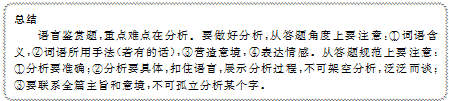 总结
语言鉴赏题,重点难点在分析。要做好分析,从答题角度上要注意:①词语含
义,②词语所用手法(若有的话),③营造意境,④表达情感。从答题规范上要注意:
①分析要准确;②分析要具体,扣住语言,展示分析过程,不可架空分析,泛泛而谈;
③要联系全篇主旨和意境,不可孤立分析某个字。